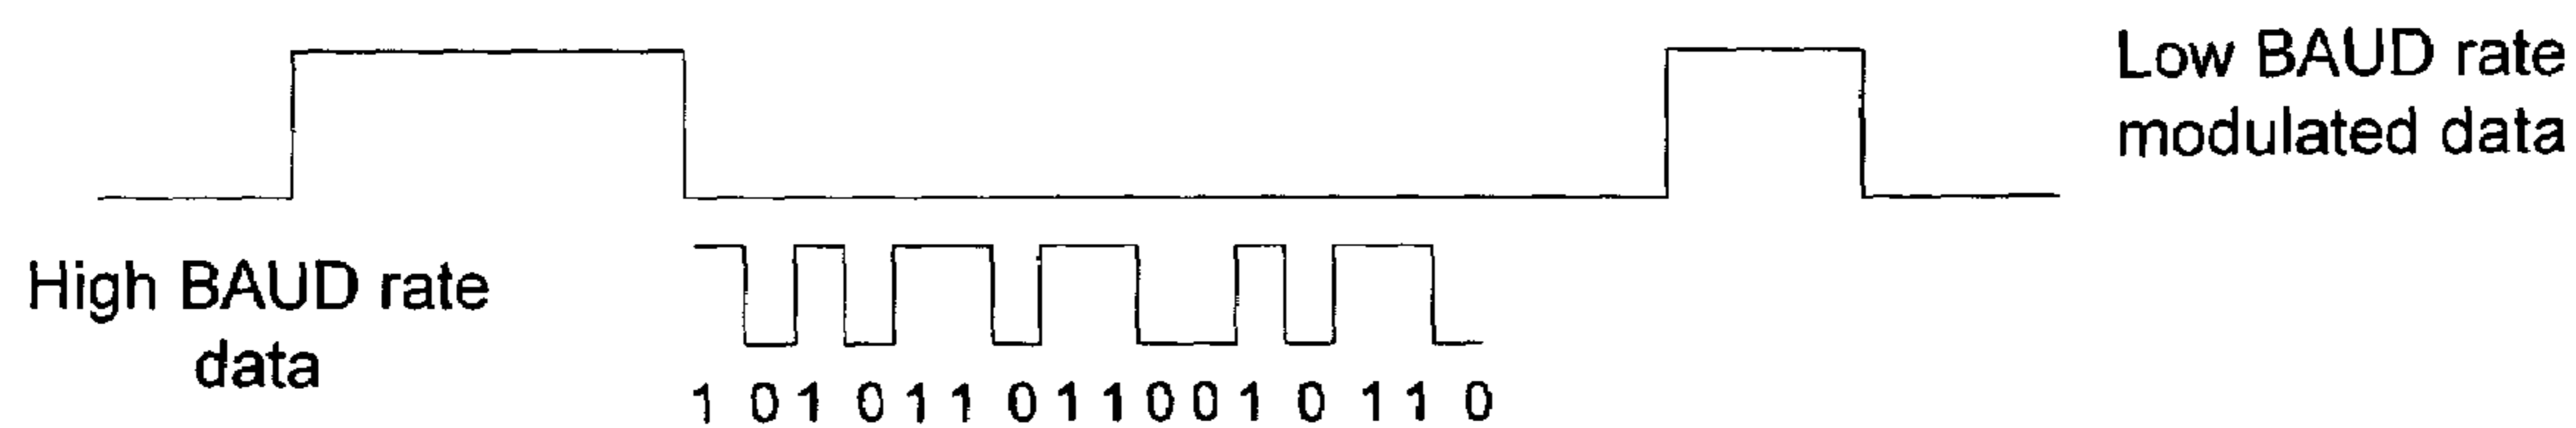 Low BAUD rate
modulated data
High BAUD rate
data
1 0 1 0 1 1 0 1 1 0 0 1 0 1 1 0